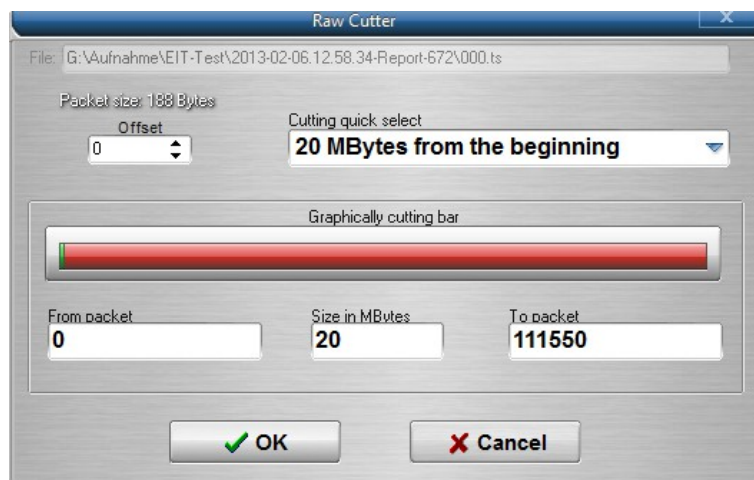 Raw Cutter
File: G:\Aufnahme\EIT-Test\2013-02-06.12.58.34-Report-672\000.ts
Packet size: 188 Bytes
Offset
0
Cutting quick select
20 MBytes from the beginning
Graphically cutting bar
From packet
0
Size in MBytes
20
To packet
111550
OK
Cancel